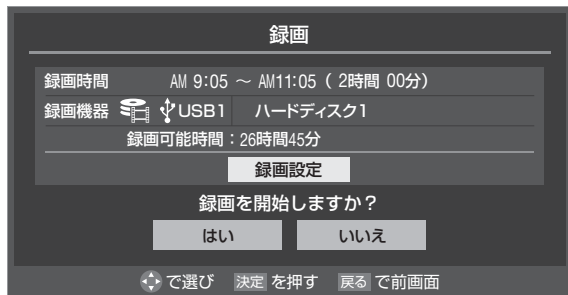 録画
録画時間 AM 9:05 ～ AM11:05 ( 2時間 00分)
録画機器 USB1 ハードディスク1
録画可能時間：26時間45分
録画設定
録画を開始しますか？
はい いいえ
で選び 決定 を押す 戻る で前画面